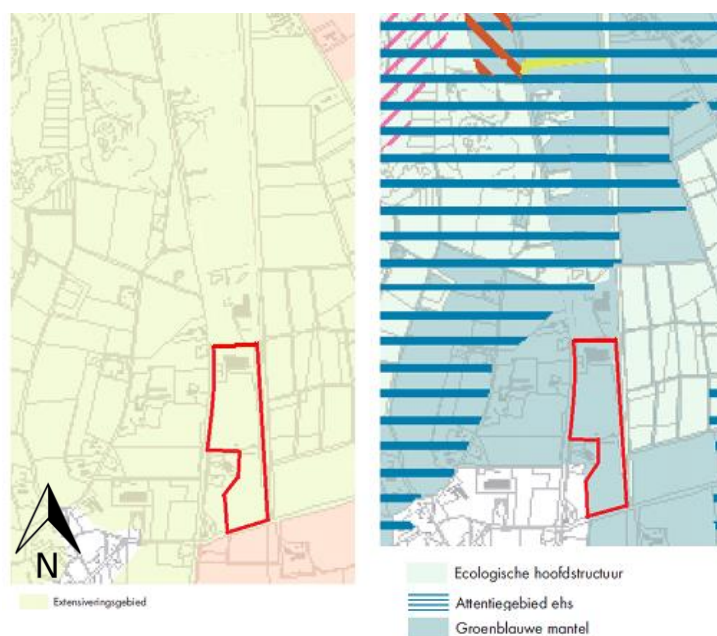 N
Extensiveringsgebied
Ecologische hoofdstructuur
Attentiegebied ehs
Groenblauwe mantel